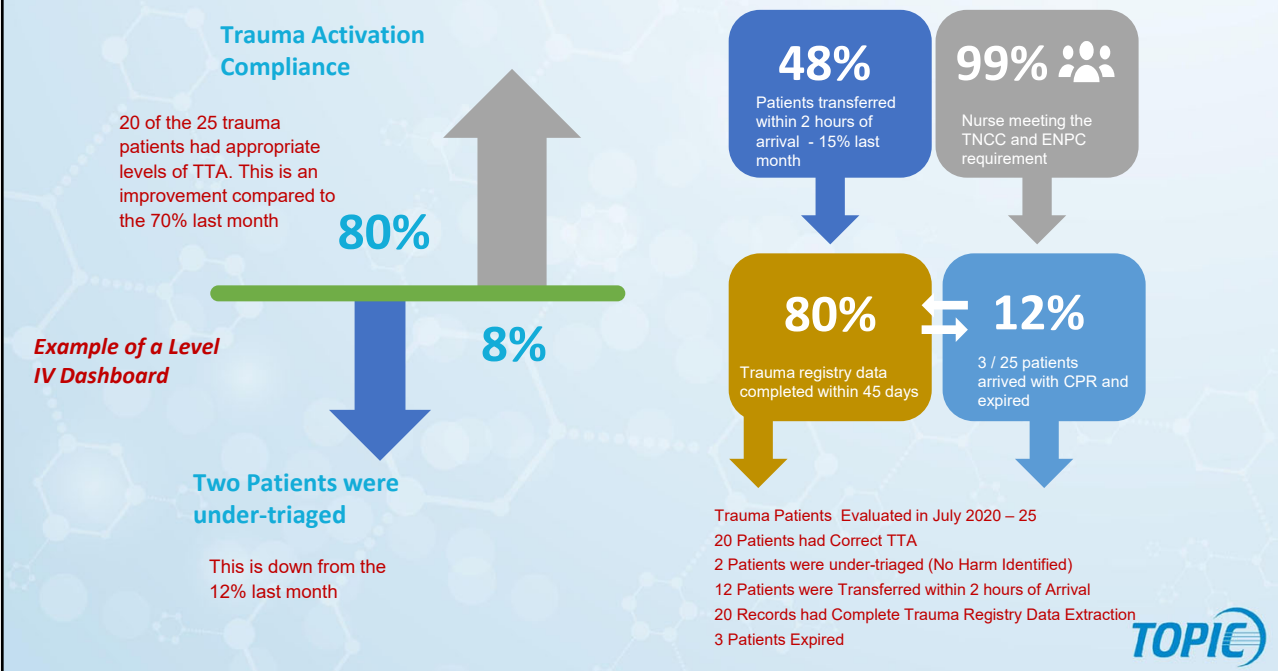 Trauma Activation
Compliance
20 of the 25 trauma
patients had appropriate
levels of TTA. This is an
improvement compared to
the 70% last month
80%
8%
Example of a Level
IV Dashboard
Two Patients were
under-triaged
This is down from the
12% last month
48%
Patients transferred
within 2 hours of
arrival - 15% last
month
99%
Nurse meeting the
TNCC and ENPC
requirement
80%
Trauma registry data
completed within 45 days
12%
3 / 25 patients
arrived with CPR and
expired
Trauma Patients Evaluated in July 2020 – 25
20 Patients had Correct TTA
2 Patients were under-triaged (No Harm Identified)
12 Patients were Transferred within 2 hours of Arrival
20 Records had Complete Trauma Registry Data Extraction
3 Patients Expired
TOPIC